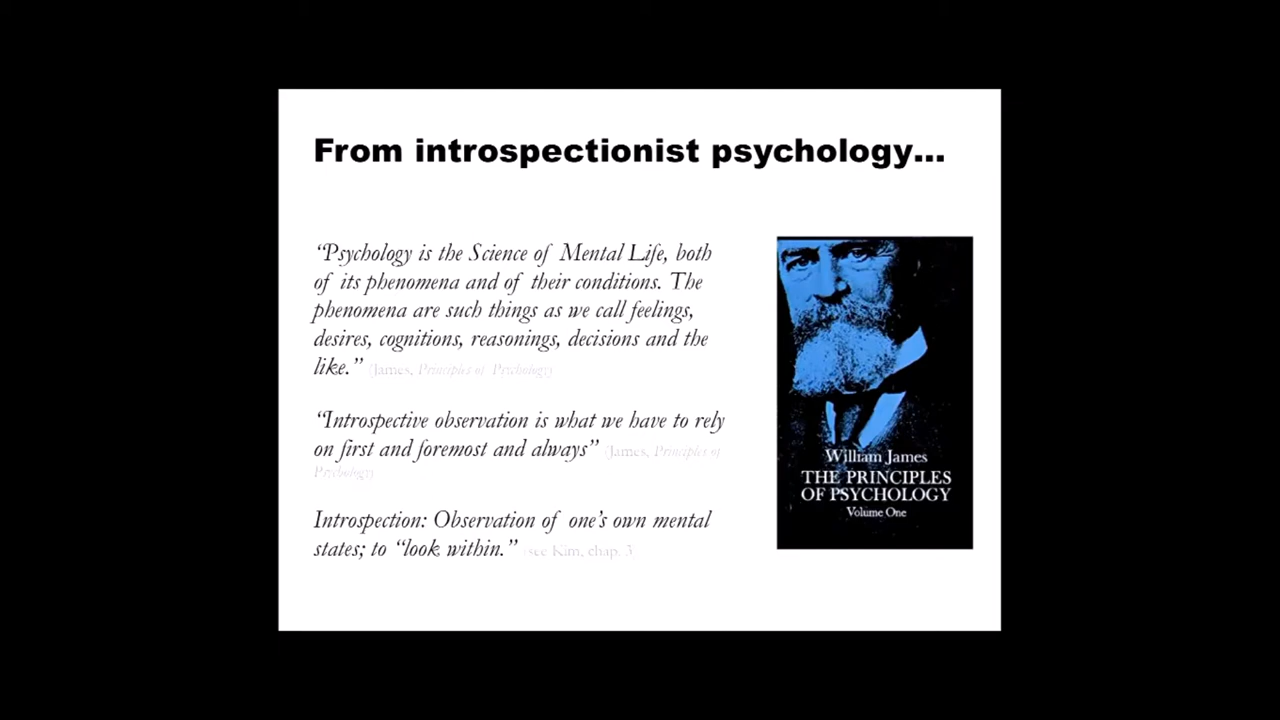 From introspectionist psychology...
“Psychology is the Science of Mental Life, both
of its phenomena and of their conditions. The
phenomena are such things as we call feelings,
desires, cognitions, reasonings, decisions and the
like.” (James, Principles of Psychology)
“Introspective observation is what we have to rely
on first and foremost and always” (James, Principles of
Psychology)
Introspection: Observation of one’s own mental
states; to “look within.” (see Kim, chap. 3)
William James
THE PRINCIPLES
OF PSYCHOLOGY
Volume One